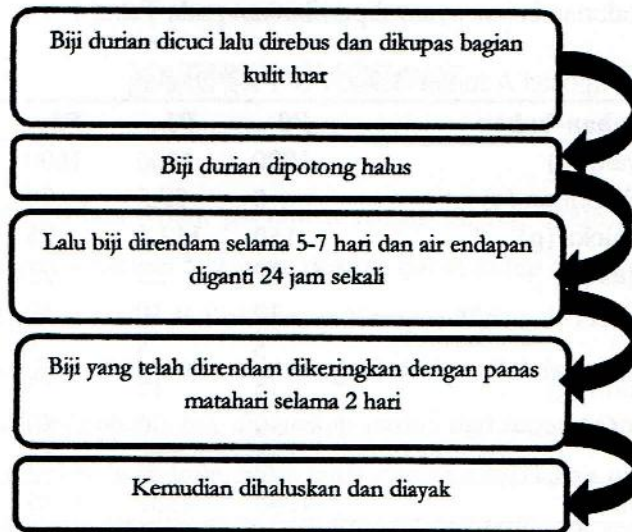 Biji durian dicuci lalu direbus dan dikupas bagian
kulit luar
Biji durian dipotong halus
Lalu biji direndam selama 5-7 hari dan air endapan
diganti 24 jam sekali
Biji yang telah direndam dikeringkan dengan panas
matahari selama 2 hari
Kemudian dihaluskan dan diayak